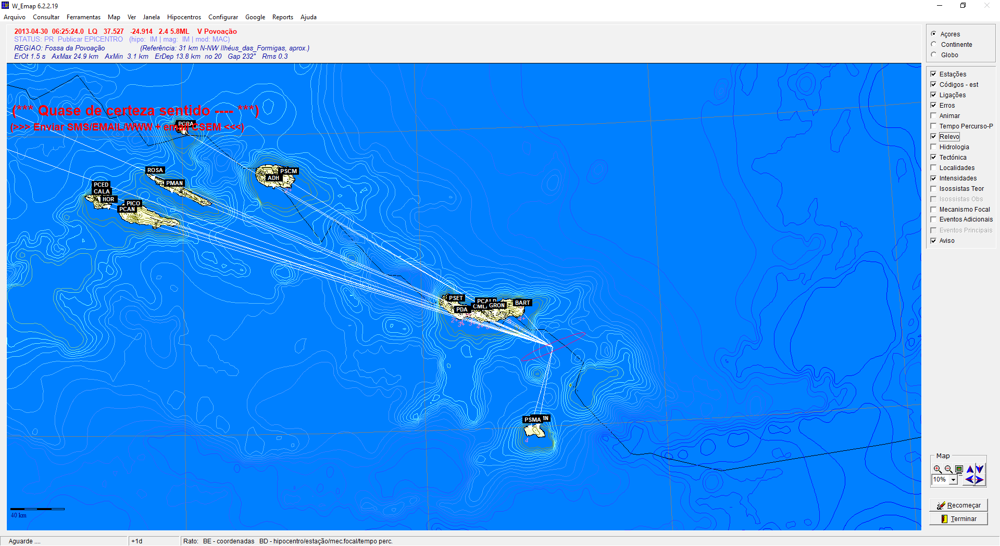 W_Emap 6.2.2.19
Arquivo Consultar Ferramentas Map Ver Janela Hipocentros Configurar Google Reports Ajuda
2013-04-30 06:25:24.0 LQ 37.527 -24.914 2.4 5.8ML V Povoação
STATUS: PR Publicar EPICENTRO (hipo: IM | mag: IM | mod: MAC)
REGIAO: Fossa da Povoação (Referência: 31 km N-NW Ilhéus_das_Formigas, aprox.)
ErOt 1.5 s AxMax 24.9 km AxMin 3.1 km ErDep 13.8 km no 20 Gap 232° Rms 0.3
(*** Quase de certeza sentido ---- ***)
PGRA
(>>> Enviar SMS/EMAIL/WWW + email CSEM <<<)
ROSA
PSCM
ADH
PMAN
PCED
CALA
HOR
PICO
PCAN
2+
4
PSET
PCALD
BART
CML
GRON
PDA
2+
3+
4+
PSMA
4
6
40 km
Açores
Continente
Globo
Estações
Códigos - est
Ligações
Erros
Animar
Tempo Percurso-P
Relevo
Hidrologia
Tectónica
Localidades
Intensidades
Isossistas Teor
Isossistas Obs
Mecanismo Focal
Eventos Adicionais
Eventos Principais
Aviso
Map
10%
Recomeçar
Terminar
Aguarde ....
+1d
Rato: BE - coordenadas BD - hipocentro/estação/mec.focal/tempo perc.